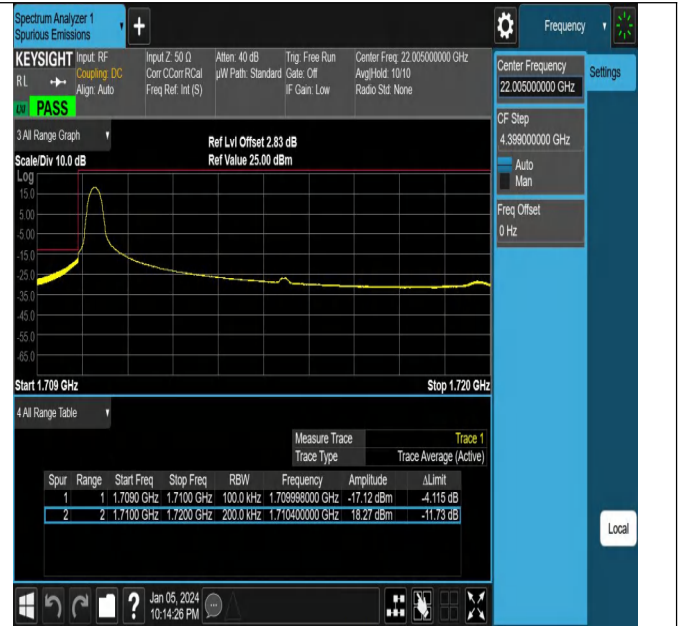 Spectrum Analyzer 1
Spurious Emissions
Frequency
KEYSIGHT Input: RF Input Z: 50 Ω Atten: 40 dB Trig: Free Run Center Freq: 22.005000000 GHz
RL Coupling: DC Corr CCorr RCal µW Path: Standard Gate: Off Avg|Hold: 10/10
Align: Auto Freq Ref: Int (S) IF Gain: Low Radio Std: None
PASS
Center Frequency
22.005000000 GHz
Settings
CF Step
4.399000000 GHz
Auto
Man
Freq Offset
0 Hz
3 All Range Graph
Ref Lvl Offset 2.83 dB
Scale/Div 10.0 dB Ref Value 25.00 dBm
Log
15.0
5.00
-5.00
-15.0
-25.0
-35.0
-45.0
-55.0
-65.0
Start 1.709 GHz Stop 1.720 GHz
4 All Range Table
Measure Trace Trace 1
Trace Type Trace Average (Active)
Spur Range Start Freq Stop Freq RBW Frequency Amplitude ΔLimit
1 1 1.7090 GHz 1.7100 GHz 100.0 kHz 1.709998000 GHz -17.12 dBm -4.115 dB
2 2 1.7100 GHz 1.7200 GHz 200.0 kHz 1.710400000 GHz 18.27 dBm -11.73 dB
Local
? Jan 05, 2024
10:14:26 PM